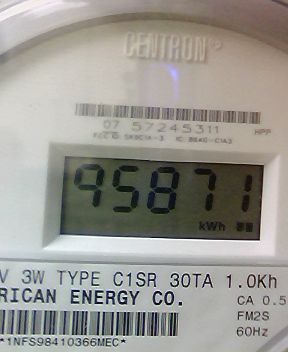 CENTRON®
07 57245311 HPP
95871
kWh
V 3W TYPE C1SR 30TA 1.0Kh
RICAN ENERGY CO. CA 0.5
FM2S
*1NFS98410366MEC* 60Hz